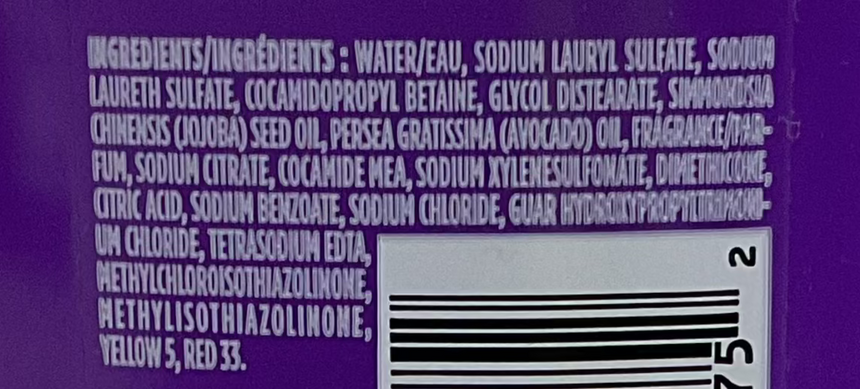 INGREDIENTS/INGRÉDIENTS : WATER/EAU, SODIUM LAURYL SULFATE, SODIUM
LAURETH SULFATE, COCAMIDOPROPYL BETAINE, GLYCOL DISTEARATE, SIMMONDSIA
CHINENSIS (JOJOBA) SEED OIL, PERSEA GRATISSIMA (AVOCADO) OIL, FRAGRANCE/PAR-
FUM, SODIUM CITRATE, COCAMIDE MEA, SODIUM XYLENESULFONATE, DIMETHICONE,
CITRIC ACID, SODIUM BENZOATE, SODIUM CHLORIDE, GUAR HYDROXYPROPYLTRIMONI-
UM CHLORIDE, TETRASODIUM EDTA,
METHYLCHLOROISOTHIAZOLINONE,
METHYLISOTHIAZOLINONE,
YELLOW 5, RED 33.
2
75